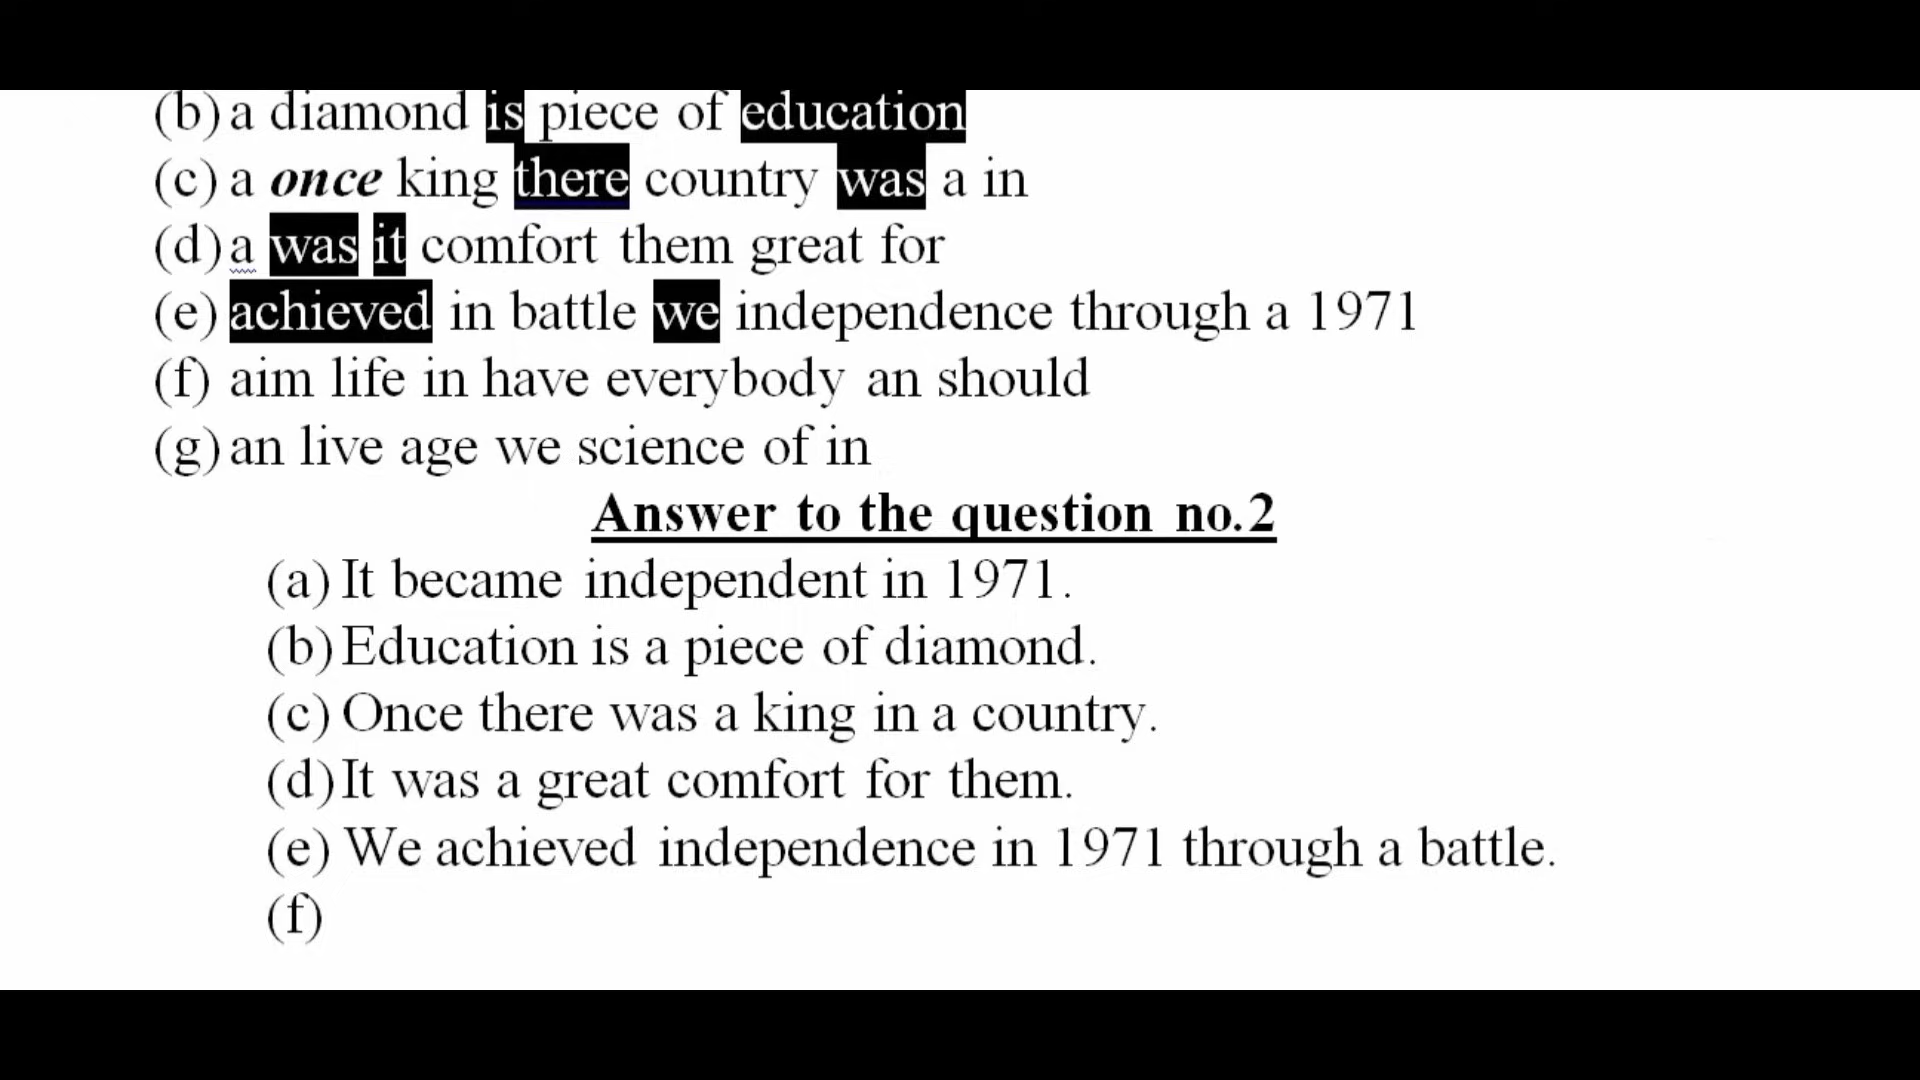 (b) a diamond is piece of education
(c) a once king there country was a in
(d) a was it comfort them great for
(e) achieved in battle we independence through a 1971
(f) aim life in have everybody an should
(g) an live age we science of in
Answer to the question no.2
(a) It became independent in 1971.
(b) Education is a piece of diamond.
(c) Once there was a king in a country.
(d) It was a great comfort for them.
(e) We achieved independence in 1971 through a battle.
(f)